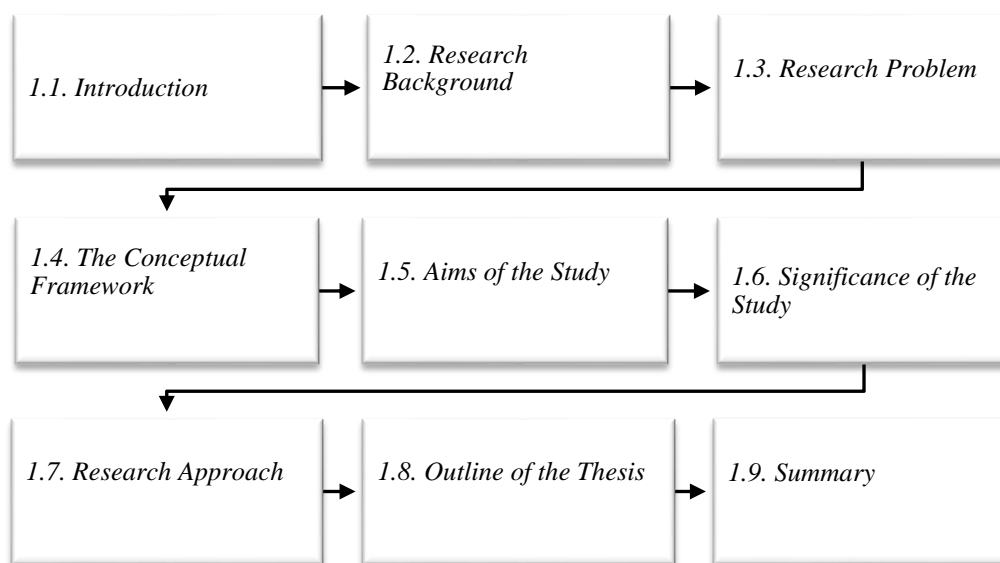 1.1. Introduction
1.2. Research
Background
1.3. Research Problem
1.4. The Conceptual
Framework
1.5. Aims of the Study
1.6. Significance of the
Study
1.7. Research Approach
1.8. Outline of the Thesis
1.9. Summary